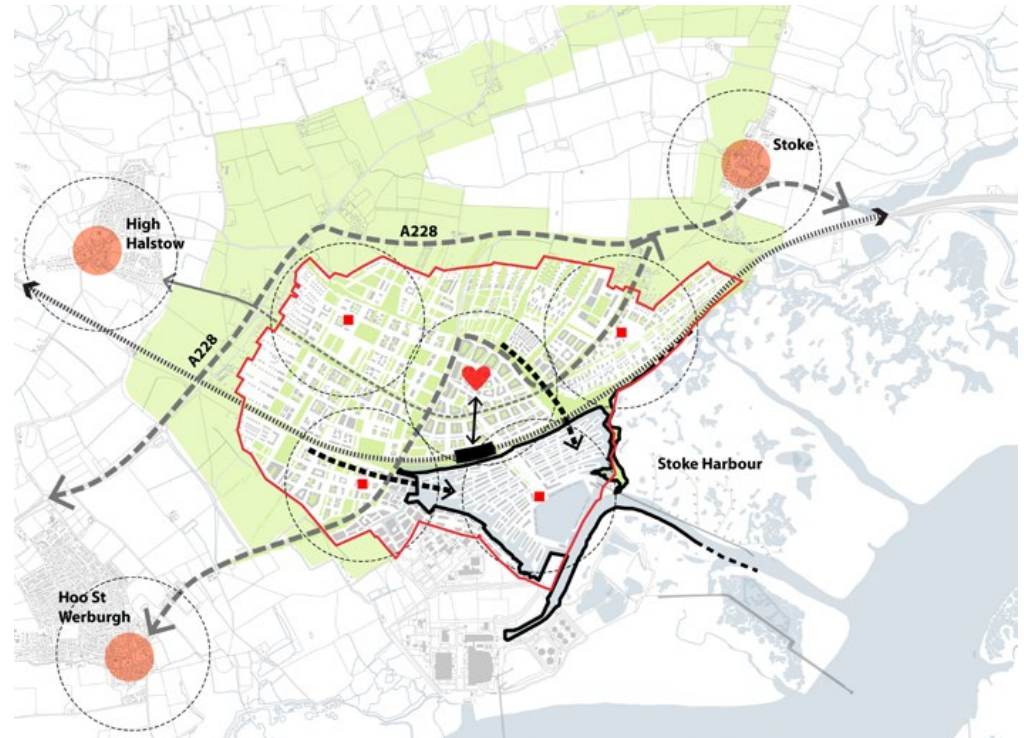 Stoke
High
Halstow
A228
A228
Stoke Harbour
Hoo St
Werburgh